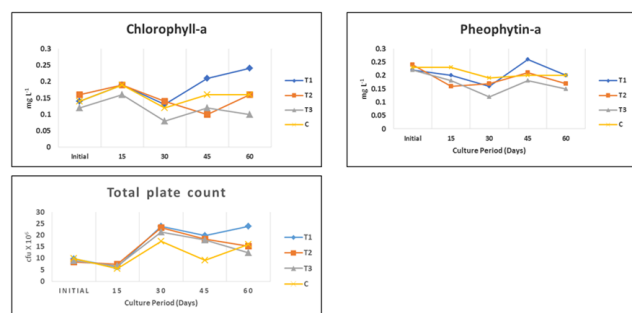 Chlorophyll-a
0.3
0.25
0.2
0.15
0.1
0.05
0
mg L-1
Initial 15 30 45 60
Culture Period (Days)
T1
T2
T3
C
Pheophytin-a
0.3
0.25
0.2
0.15
0.1
0.05
0
mg L-1
Initial 15 30 45 60
Culture Period (Days)
T1
T2
T3
C
Total plate count
30
25
20
15
10
5
0
INITIAL 15 30 45 60
Culture Period (Days)
T1
T2
T3
C